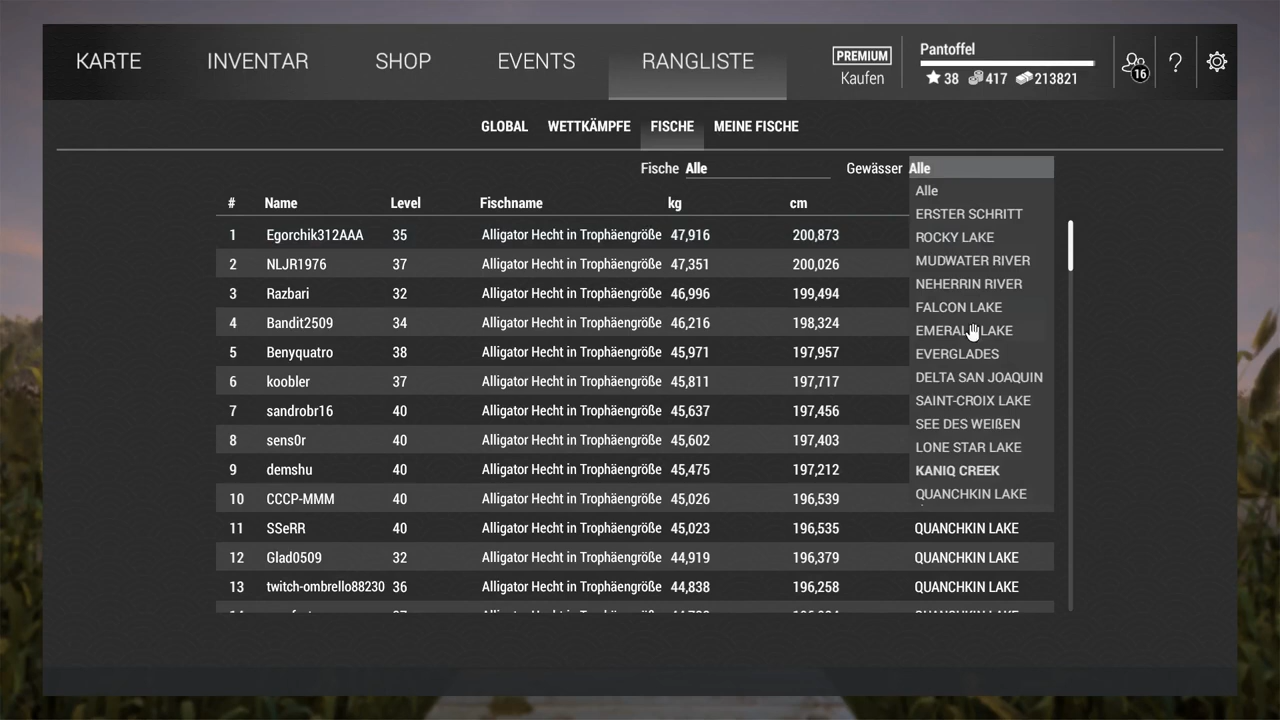 KARTE INVENTAR SHOP EVENTS RANGLISTE PREMIUM Kaufen Pantoffel 38 417 213821 16 ?
GLOBAL WETTKÄMPFE FISCHE MEINE FISCHE
Fische Alle Gewässer Alle
# Name Level Fischname kg cm
1 Egorchik312AAA 35 Alligator Hecht in Trophäengröße 47,916 200,873
2 NLJR1976 37 Alligator Hecht in Trophäengröße 47,351 200,026
3 Razbari 32 Alligator Hecht in Trophäengröße 46,996 199,494
4 Bandit2509 34 Alligator Hecht in Trophäengröße 46,216 198,324
5 Benyquatro 38 Alligator Hecht in Trophäengröße 45,971 197,957
6 koobler 37 Alligator Hecht in Trophäengröße 45,811 197,717
7 sandrobr16 40 Alligator Hecht in Trophäengröße 45,637 197,456
8 sens0r 40 Alligator Hecht in Trophäengröße 45,602 197,403
9 demshu 40 Alligator Hecht in Trophäengröße 45,475 197,212
10 CCCP-MMM 40 Alligator Hecht in Trophäengröße 45,026 196,539
11 SSeRR 40 Alligator Hecht in Trophäengröße 45,023 196,535 QUANCHKIN LAKE
12 Glad0509 32 Alligator Hecht in Trophäengröße 44,919 196,379 QUANCHKIN LAKE
13 twitch-ombrello88230 36 Alligator Hecht in Trophäengröße 44,838 196,258 QUANCHKIN LAKE
Alle
ERSTER SCHRITT
ROCKY LAKE
MUDWATER RIVER
NEHERRIN RIVER
FALCON LAKE
EMERALD LAKE
EVERGLADES
DELTA SAN JOAQUIN
SAINT-CROIX LAKE
SEE DES WEIßEN
LONE STAR LAKE
KANIQ CREEK
QUANCHKIN LAKE